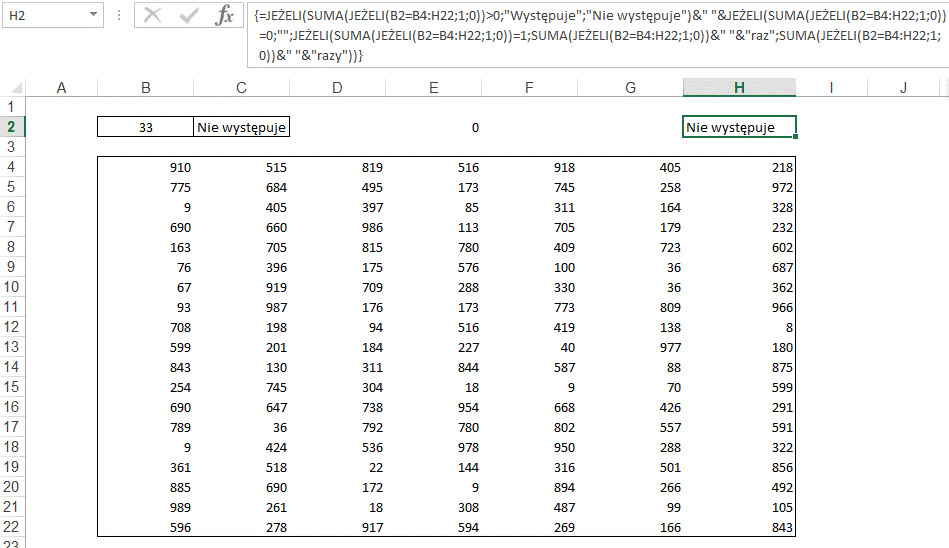 H2 fx {=JEŻELI(SUMA(JEŻELI(B2=B4:H22;1;0))>0;"Występuje";"Nie występuje")&" "&JEŻELI(SUMA(JEŻELI(B2=B4:H22;1;0))
=0;"";JEŻELI(SUMA(JEŻELI(B2=B4:H22;1;0))=1;SUMA(JEŻELI(B2=B4:H22;1;0))&" "&"raz";SUMA(JEŻELI(B2=B4:H22;1;
0))&" "&"razy"))}
A B C D E F G H I J
1
2 33 Nie występuje 0 Nie występuje
3
4 910 515 819 516 918 405 218
5 775 684 495 173 745 258 972
6 9 405 397 85 311 164 328
7 690 660 986 113 705 179 232
8 163 705 815 780 409 723 602
9 76 396 175 576 100 36 687
10 67 919 709 288 330 36 362
11 93 987 176 173 773 809 966
12 708 198 94 516 419 138 8
13 599 201 184 227 40 977 180
14 843 130 311 844 587 88 875
15 254 745 304 18 9 70 599
16 690 647 738 954 668 426 291
17 789 36 792 780 802 557 591
18 9 424 536 978 950 288 322
19 361 518 22 144 316 501 856
20 885 690 172 9 894 266 492
21 989 261 18 308 487 99 105
22 596 278 917 594 269 166 843
23